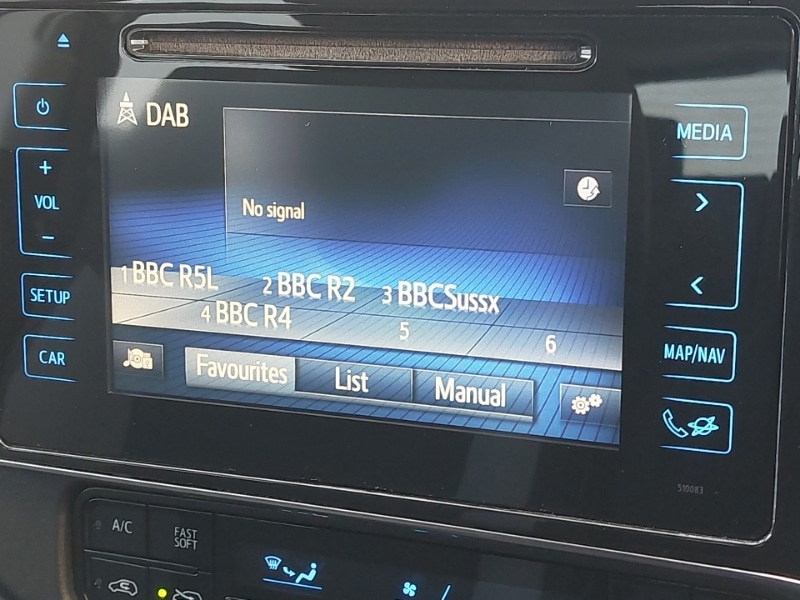 DAB
MEDIA
+
VOL
−
No signal
>
<
SETUP
1 BBC R5L
2 BBC R2
3 BBCSussx
4 BBC R4
5
6
CAR
Favourites
List
Manual
MAP/NAV
510083
A/C
FAST
SOFT